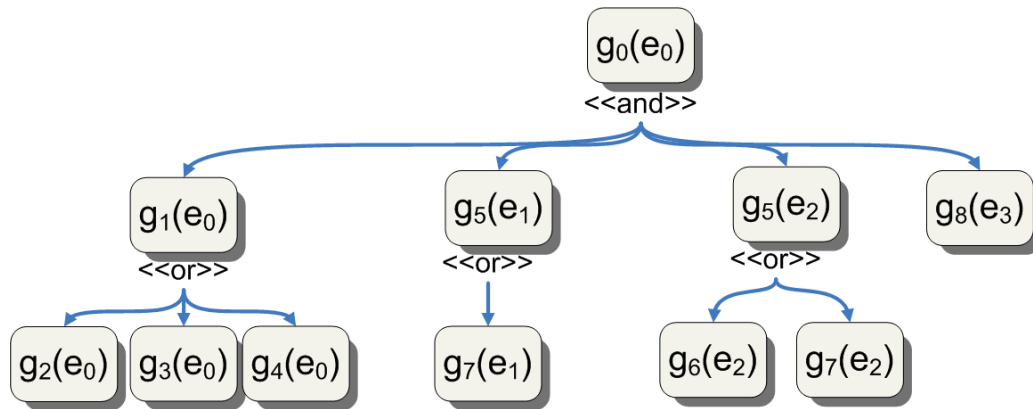 g₀(e₀)
<<and>>
g₁(e₀)
g₅(e₁)
g₅(e₂)
g₈(e₃)
<<or>>
<<or>>
<<or>>
g₂(e₀)
g₃(e₀)
g₄(e₀)
g₇(e₁)
g₆(e₂)
g₇(e₂)